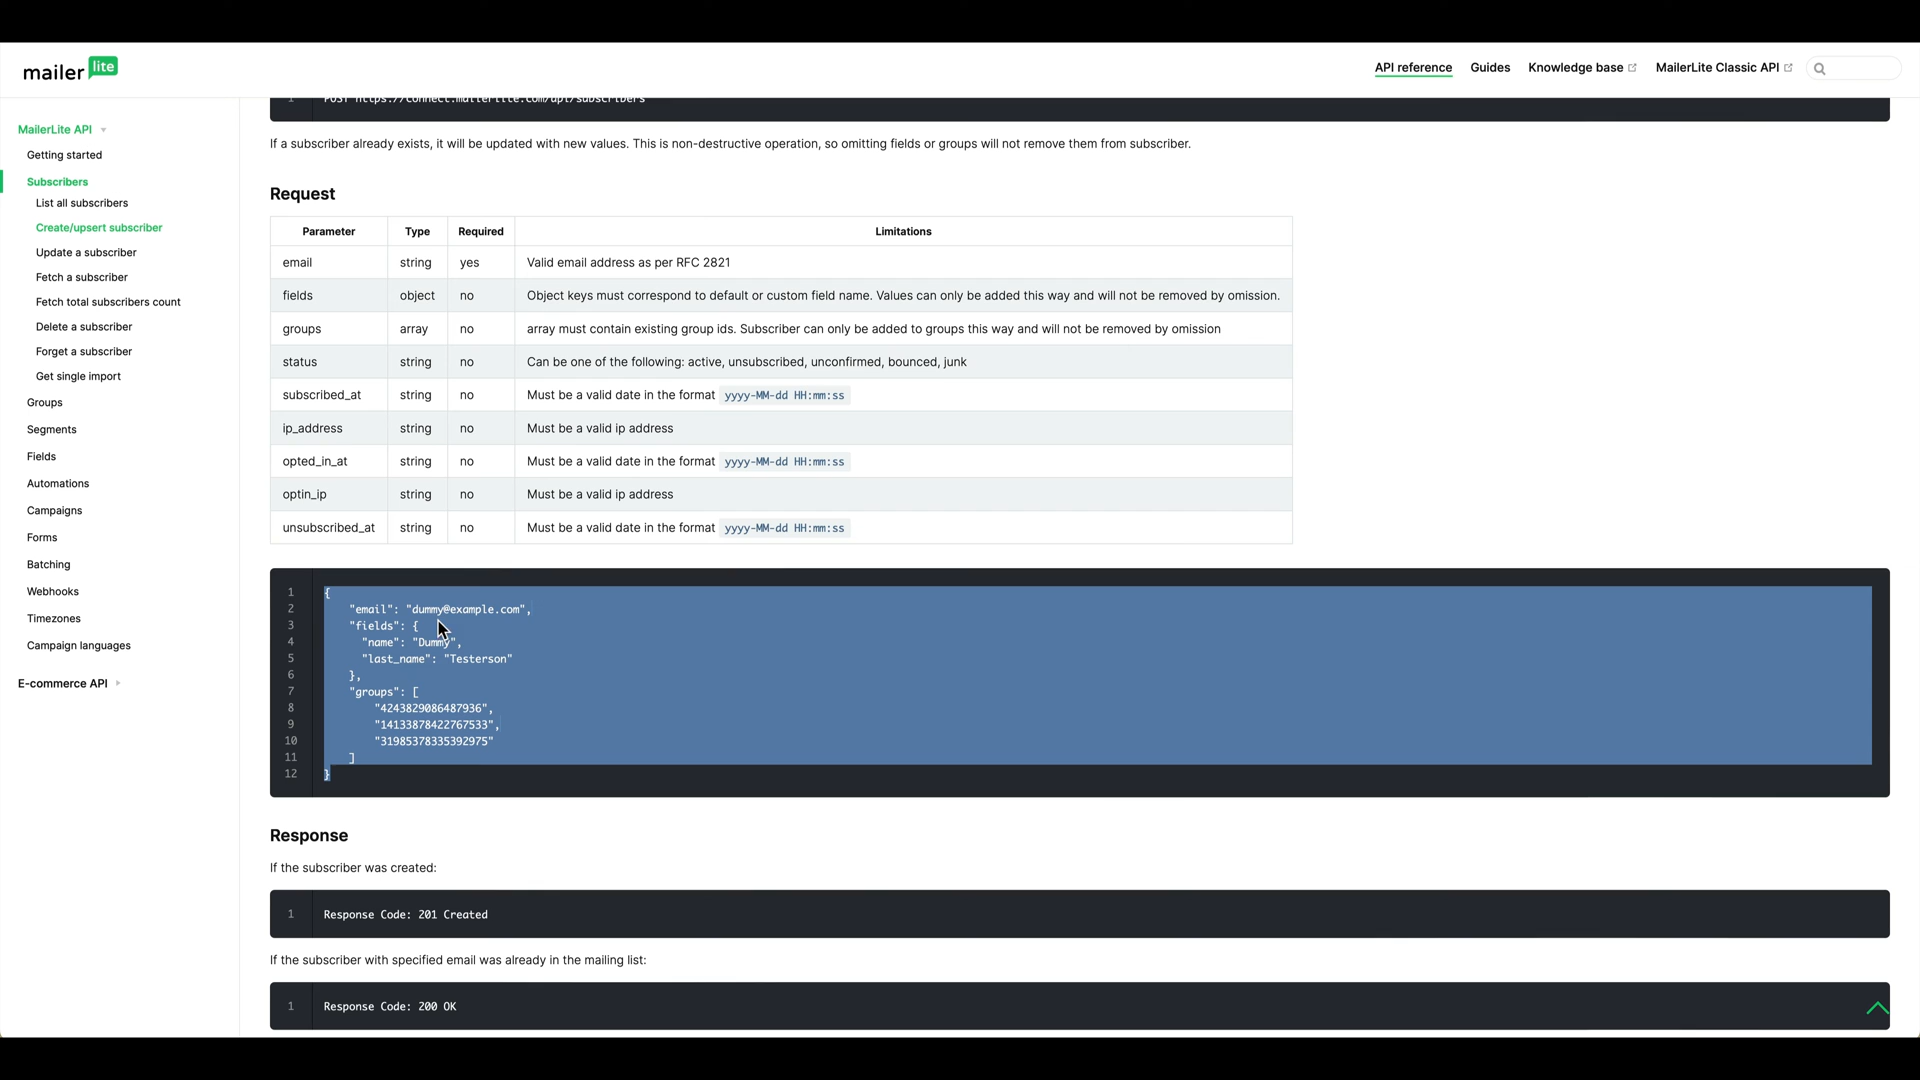 mailer lite
API reference
Guides
Knowledge base
MailerLite Classic API
MailerLite API
Getting started
Subscribers
List all subscribers
Create/upsert subscriber
Update a subscriber
Fetch a subscriber
Fetch total subscribers count
Delete a subscriber
Forget a subscriber
Get single import
Groups
Segments
Fields
Automations
Campaigns
Forms
Batching
Webhooks
Timezones
Campaign languages
E-commerce API
1 POST https://connect.mailerlite.com/api/subscribers
If a subscriber already exists, it will be updated with new values. This is non-destructive operation, so omitting fields or groups will not remove them from subscriber.
Request
Parameter Type Required Limitations
email string yes Valid email address as per RFC 2821
fields object no Object keys must correspond to default or custom field name. Values can only be added this way and will not be removed by omission.
groups array no array must contain existing group ids. Subscriber can only be added to groups this way and will not be removed by omission
status string no Can be one of the following: active, unsubscribed, unconfirmed, bounced, junk
subscribed_at string no Must be a valid date in the format yyyy-MM-dd HH:mm:ss
ip_address string no Must be a valid ip address
opted_in_at string no Must be a valid date in the format yyyy-MM-dd HH:mm:ss
optin_ip string no Must be a valid ip address
unsubscribed_at string no Must be a valid date in the format yyyy-MM-dd HH:mm:ss
1 {
2 "email": "dummy@example.com",
3 "fields": {
4 "name": "Dummy",
5 "last_name": "Testerson"
6 },
7 "groups": [
8 "4243829086487936",
9 "14133878422767533",
10 "31985378335392975"
11 ]
12 }
Response
If the subscriber was created:
1 Response Code: 201 Created
If the subscriber with specified email was already in the mailing list:
1 Response Code: 200 OK